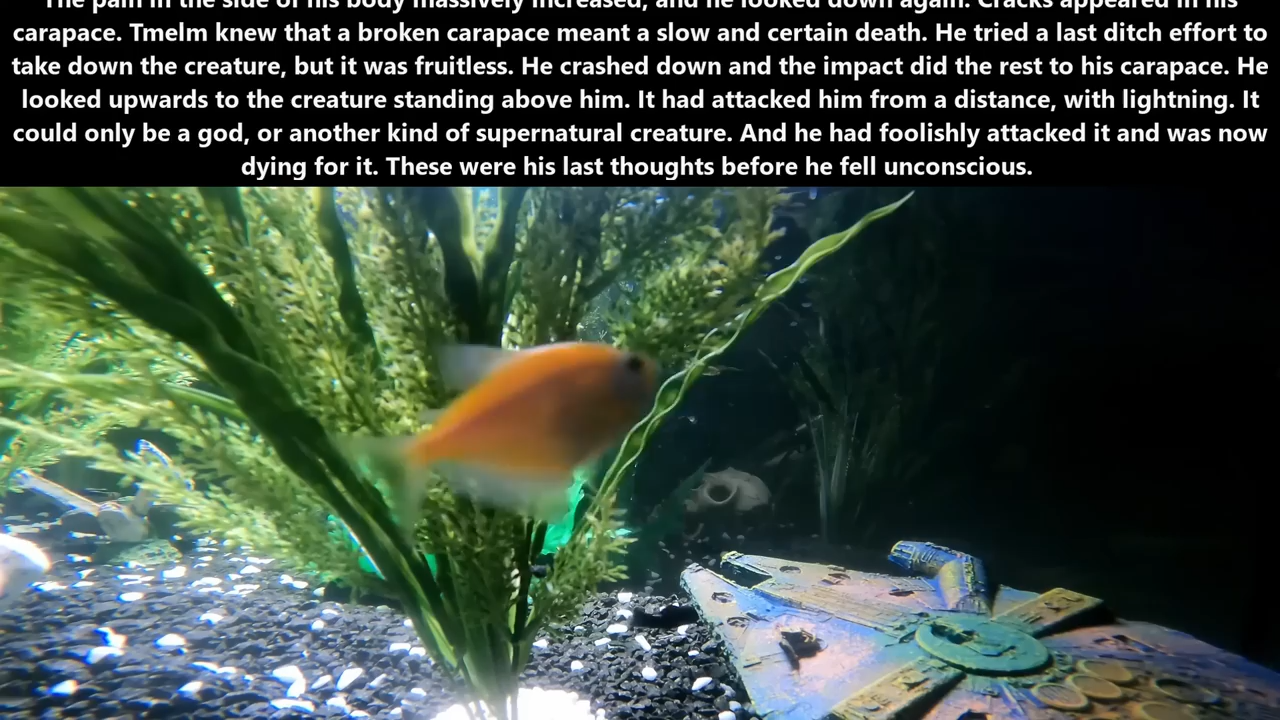 The pain in the side of his body massively increased, and he looked down again. Cracks appeared in his
carapace. Tmelm knew that a broken carapace meant a slow and certain death. He tried a last ditch effort to
take down the creature, but it was fruitless. He crashed down and the impact did the rest to his carapace. He
looked upwards to the creature standing above him. It had attacked him from a distance, with lightning. It
could only be a god, or another kind of supernatural creature. And he had foolishly attacked it and was now
dying for it. These were his last thoughts before he fell unconscious.